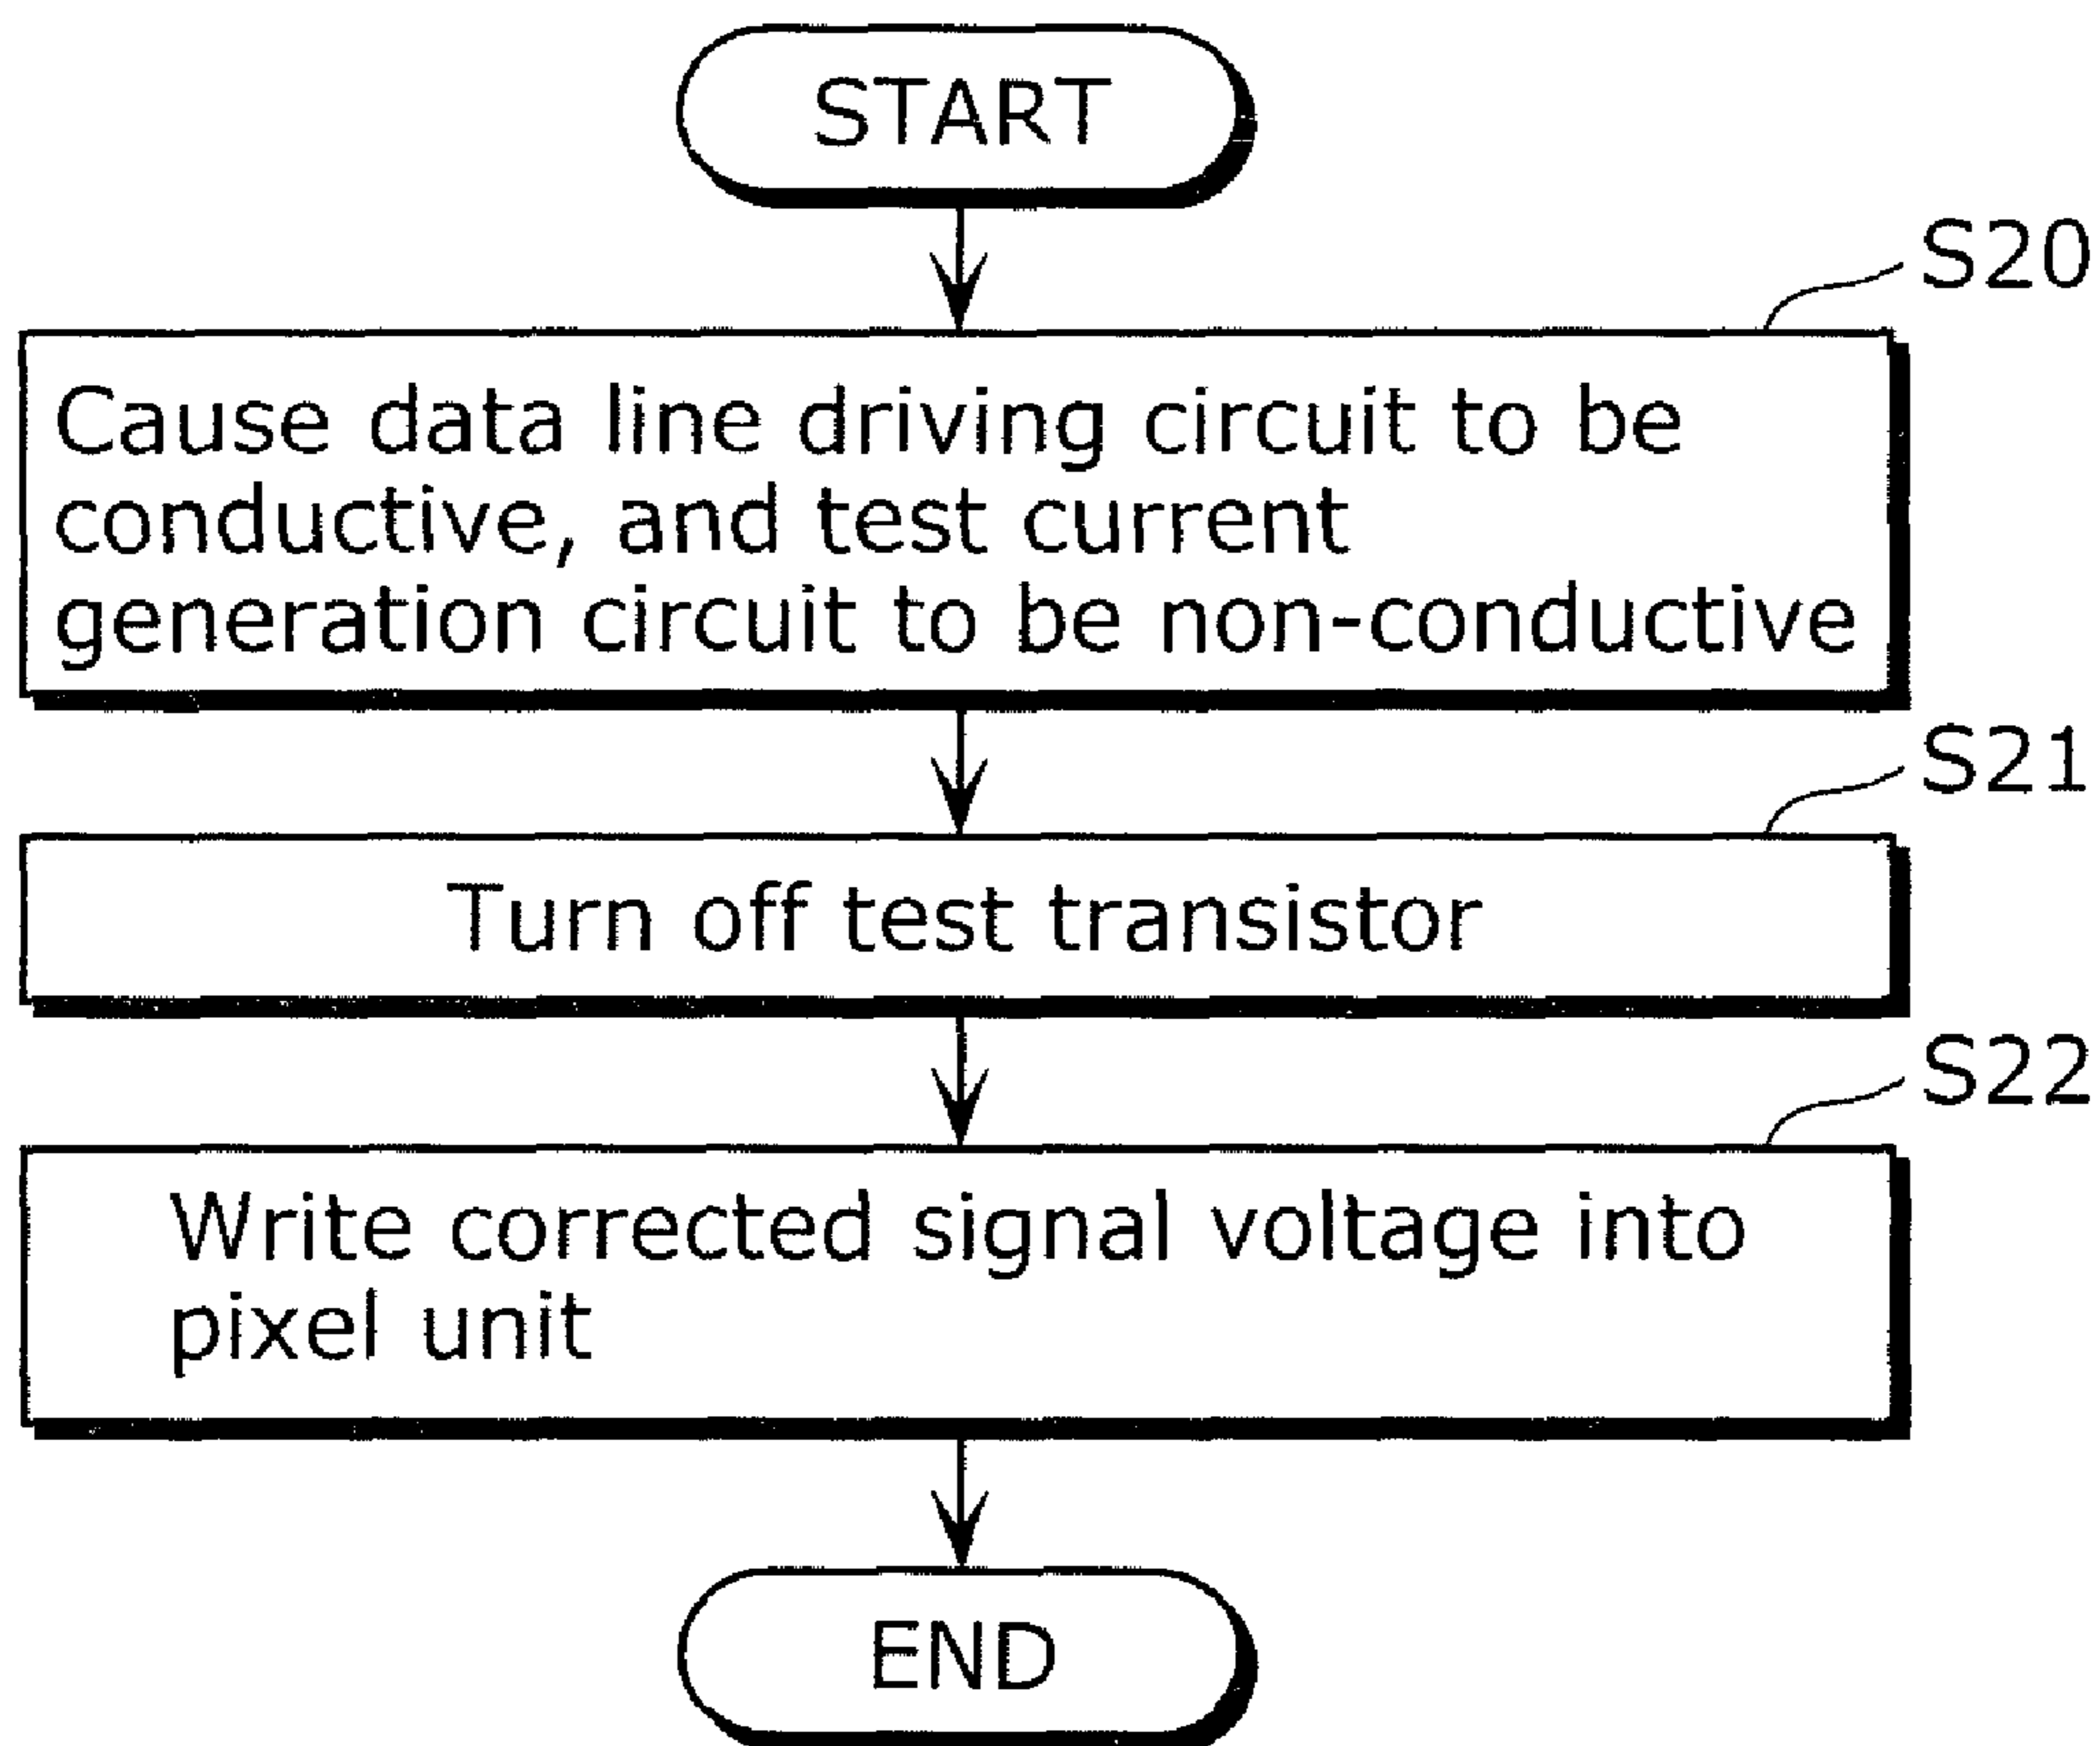 START
S20
Cause data line driving circuit to be
conductive, and test current
generation circuit to be non-conductive
S21
Turn off test transistor
S22
Write corrected signal voltage into
pixel unit
END